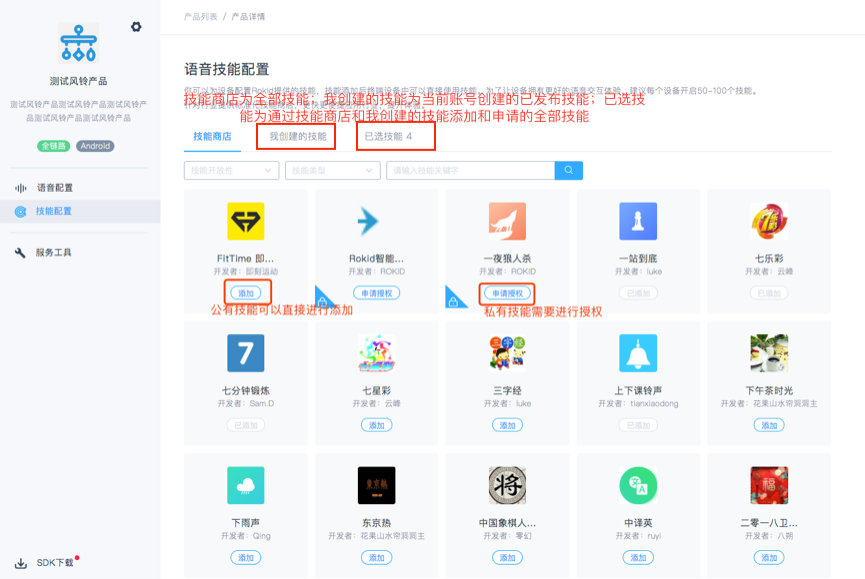 产品列表 / 产品详情
测试风铃产品
测试风铃产品测试风铃产品测试风铃产
品测试风铃产品测试风铃产品
全链路 Android
语音配置
技能配置
服务工具
SDK下载
语音技能配置
你可以为设备配置Rokid提供的技能，技能添加后终端设备中可以直接使用技能，为了让设备拥有更好的语音交互体验，建议每个设备开启50~100个技能。
技能商店为全部技能；我创建的技能为当前账号创建的已发布技能；已选技
能为通过技能商店和我创建的技能添加和申请的全部技能
技能商店 我创建的技能 已选技能 4
技能开放性 技能类型 请输入技能关键字
FitTime 即... Rokid智能... 一夜狼人杀 一站到底 七乐彩
开发者：即刻运动 开发者：ROKID 开发者：ROKID 开发者：luke 开发者：云峰
添加 申请授权 申请授权 已添加 已添加
公有技能可以直接进行添加 私有技能需要进行授权
7
三字经
七分钟锻炼 七星彩 三字经 上下课铃声 下午茶时光
开发者：Sam.D 开发者：云峰 开发者：luke 开发者：tianxiaodong 开发者：花果山水帘洞洞主
已添加 添加 添加 已添加 添加
東京熱 将 A 福
下雨声 东京热 中国象棋人... 中译英 二零一八卫...
开发者：Qing 开发者：花果山水帘洞洞主 开发者：零幻 开发者：ruyi 开发者：八朔
添加 添加 添加 添加 添加